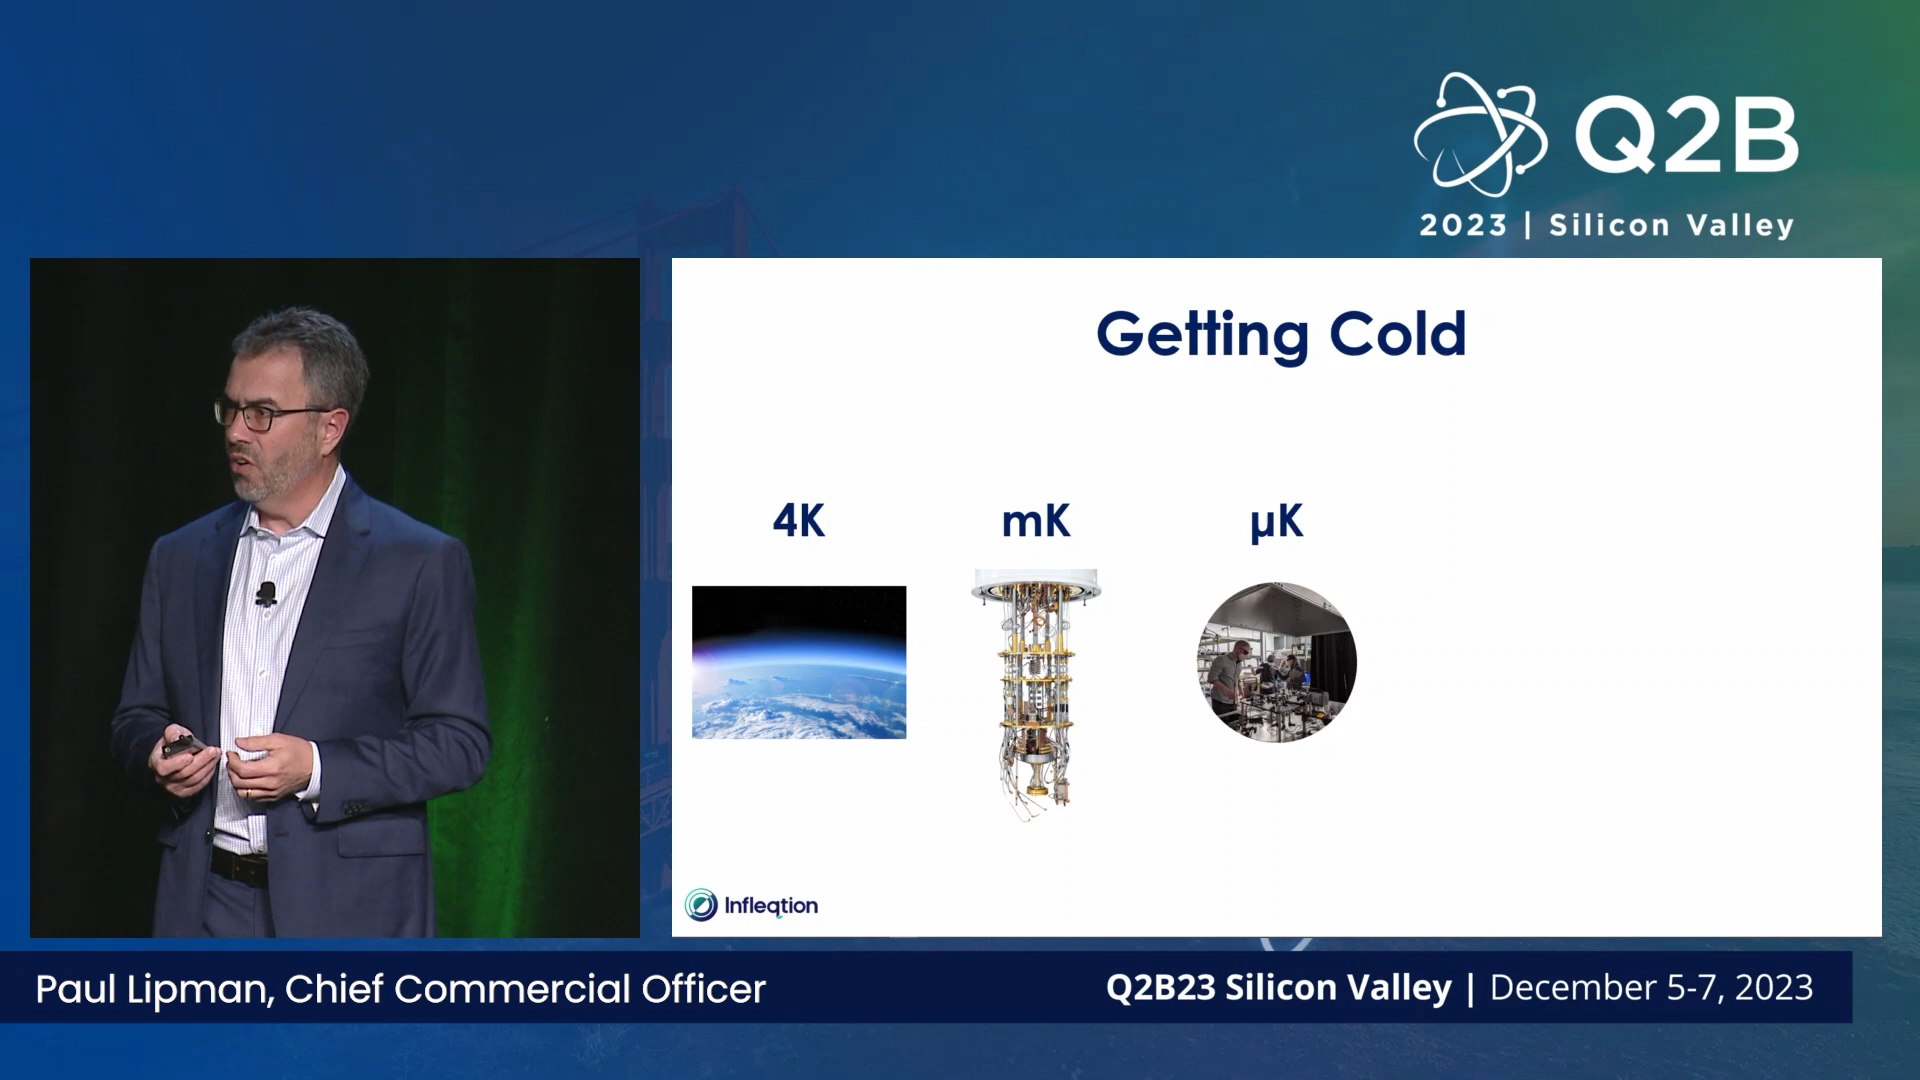 Q2B
2023 | Silicon Valley
Getting Cold
4K
mK
µK
Infleqtion
Paul Lipman, Chief Commercial Officer
Q2B23 Silicon Valley | December 5-7, 2023